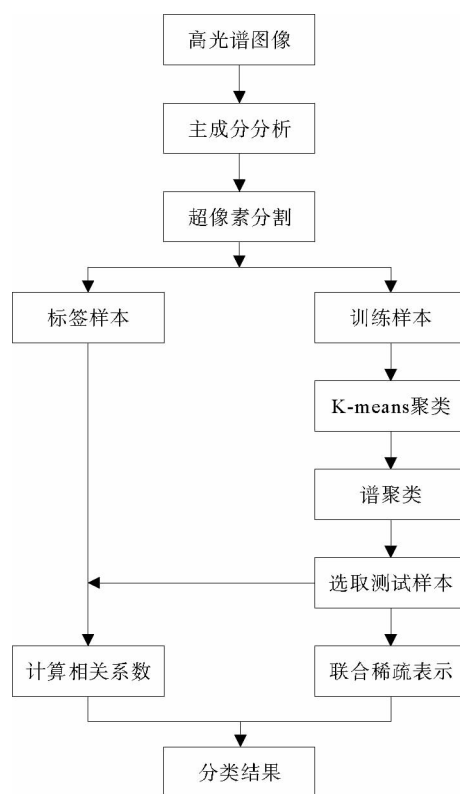 高光谱图像
主成分分析
超像素分割
标签样本
训练样本
K-means聚类
谱聚类
选取测试样本
计算相关系数
联合稀疏表示
分类结果